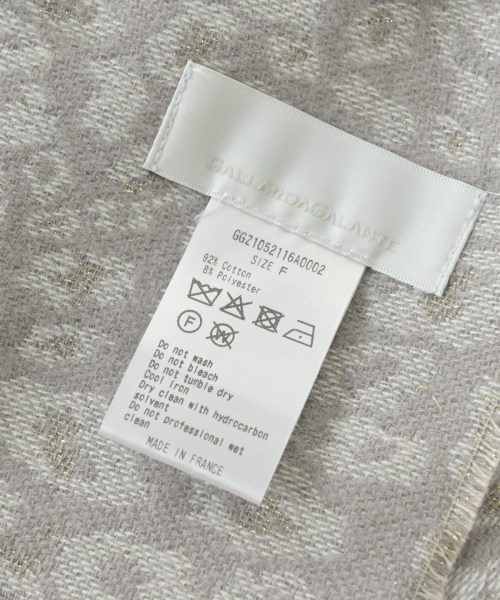 GALLARDAGALANTE
GGZ1052116A0002
SIZE F
92% Cotton
8% Polyester
F W
Do not wash
Do not bleach
Do not tumble dry
Cool iron
Dry clean with hydrocarbon
solvent
Do not professional wet
clean
MADE IN FRANCE